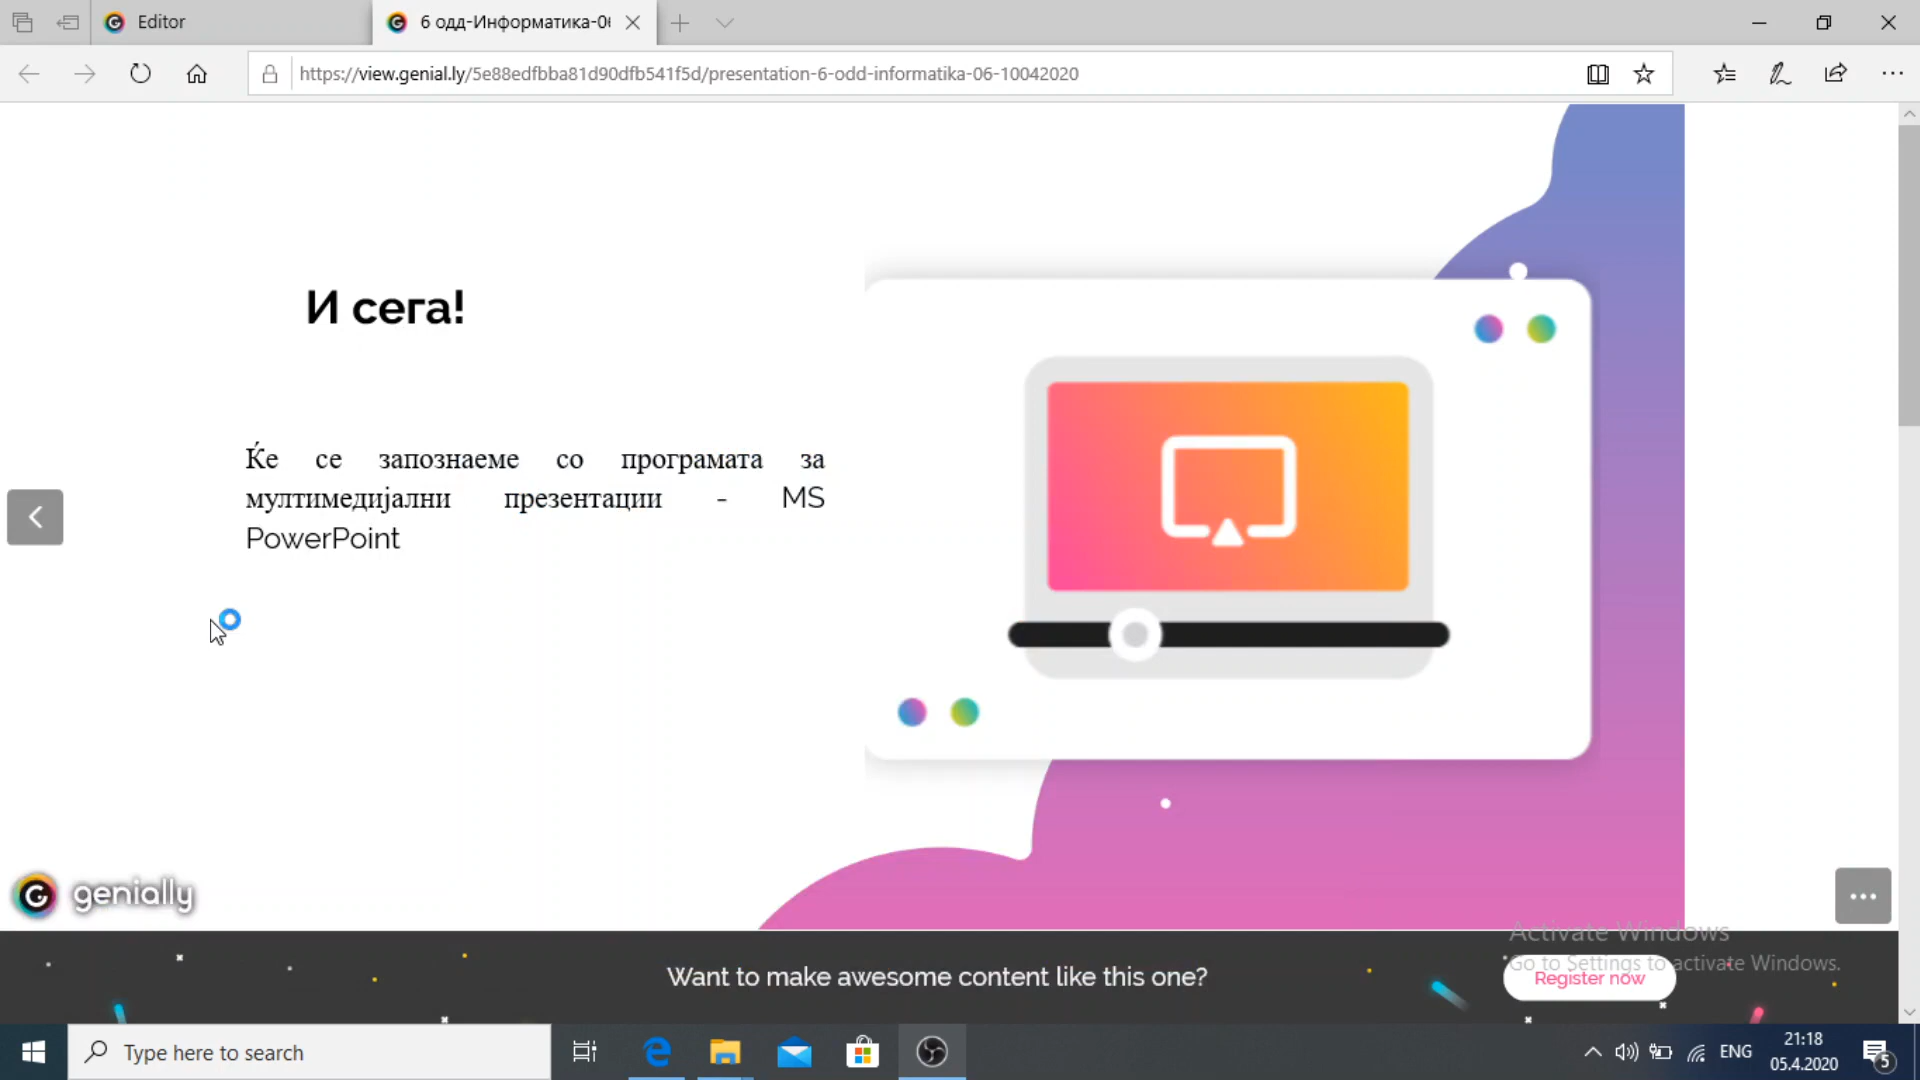 Editor
6 одд-Информатика-0
https://view.genial.ly/5e88edfbba81d90dfb541f5d/presentation-6-odd-informatika-06-10042020
И сега!
Ќе се запознаеме со програмата за
мултимедијални презентации - MS
PowerPoint
genially
Want to make awesome content like this one?
Register now
Activate Windows
Go to Settings to activate Windows.
Type here to search
ENG
21:18
05.4.2020
5